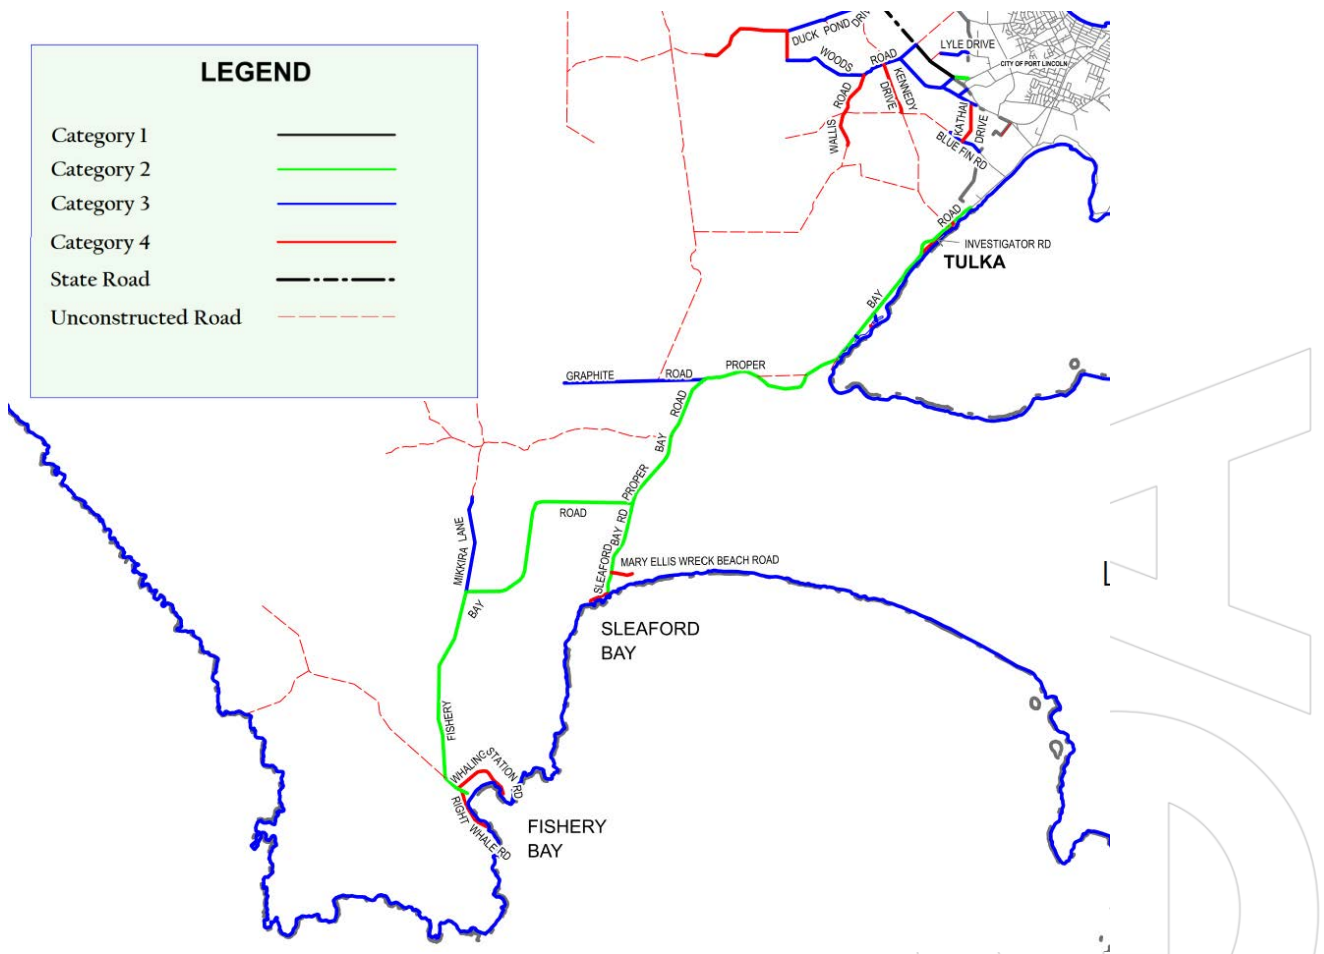 LEGEND
Category 1
Category 2
Category 3
Category 4
State Road
Unconstructed Road
DUCK POND
WOODS
ROAD
LYLE DRIVE
CITY OF PORT LINCOLN
KENNEDY
DRIVE
WALLIS
ROAD
KATHAI
DRIVE
BLUE FIN RD
ROAD
INVESTIGATOR RD
TULKA
BAY
PROPER
GRAPHITE
ROAD
ROAD
BAY
PROPER
ROAD
MIKKIRA LANE
SLEAFORD
BAY RD
MARY ELLIS WRECK BEACH ROAD
BAY
SLEAFORD
BAY
FISHERY
WHALING
STATION RD
RIGHT WHALE RD
FISHERY
BAY